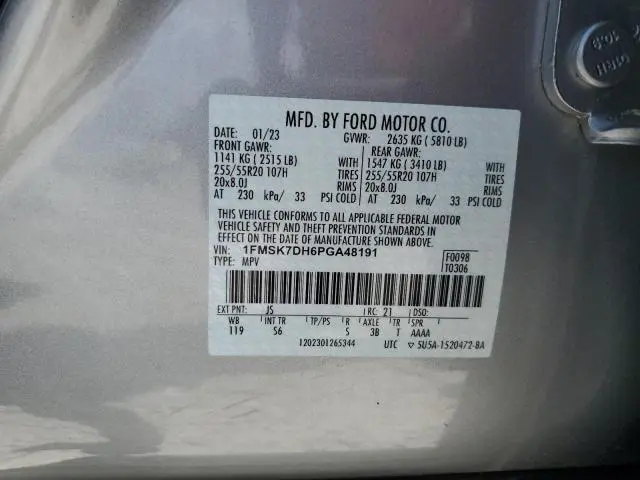 MFD. BY FORD MOTOR CO.
DATE: 01/23 GVWR: 2635 KG ( 5810 LB)
FRONT GAWR: REAR GAWR:
1141 KG ( 2515 LB) WITH 1547 KG ( 3410 LB) WITH
255/55R20 107H TIRES 255/55R20 107H TIRES
20x8.0J RIMS 20x8.0J RIMS
AT 230 kPa/ 33 PSI COLD AT 230 kPa/ 33 PSI COLD
THIS VEHICLE CONFORMS TO ALL APPLICABLE FEDERAL MOTOR
VEHICLE SAFETY AND THEFT PREVENTION STANDARDS IN
EFFECT ON THE DATE OF MANUFACTURE SHOWN ABOVE.
VIN: 1FMSK7DH6PGA48191 F0098
TYPE: MPV T0306
EXT PNT: JS RC: 21 DSO:
WB INT TR TP/PS R AXLE TR SPR
119 S6 S 3B T AAAA
1202301265344 UTC ▽ 5U5A-1520472-BA